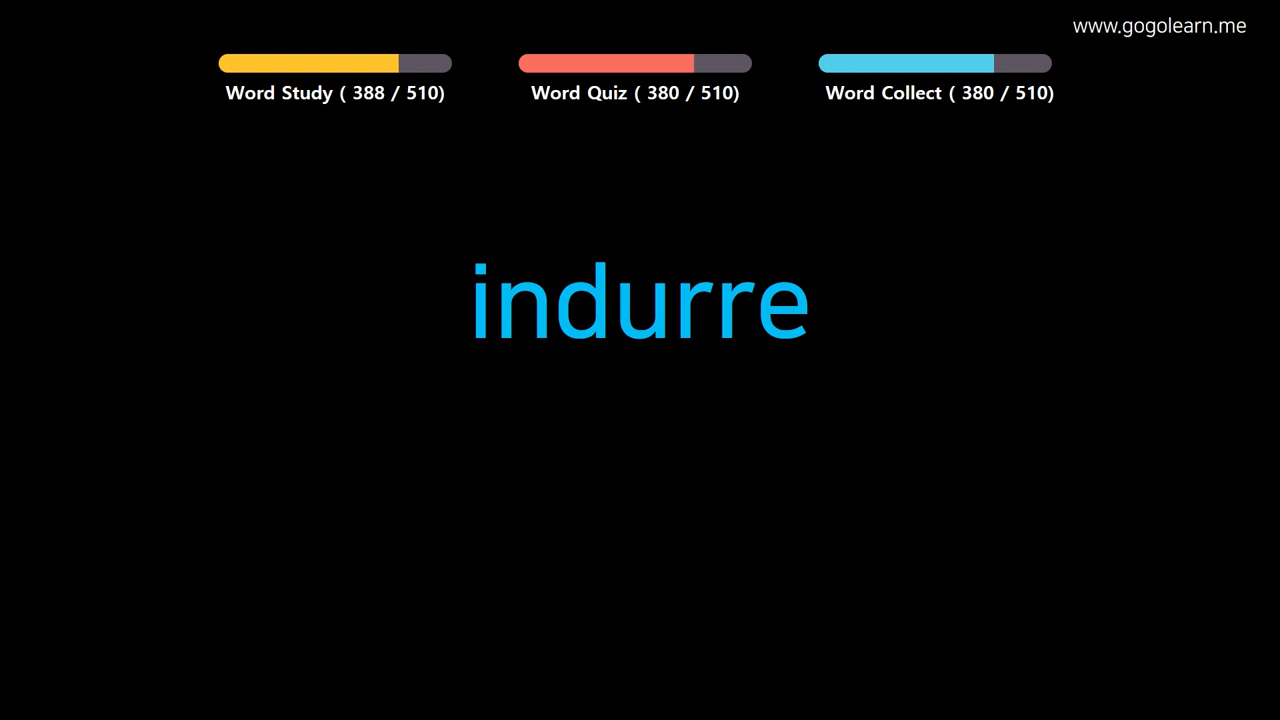 www.gogolearn.me
Word Study ( 388 / 510)
Word Quiz ( 380 / 510)
Word Collect ( 380 / 510)
indurre